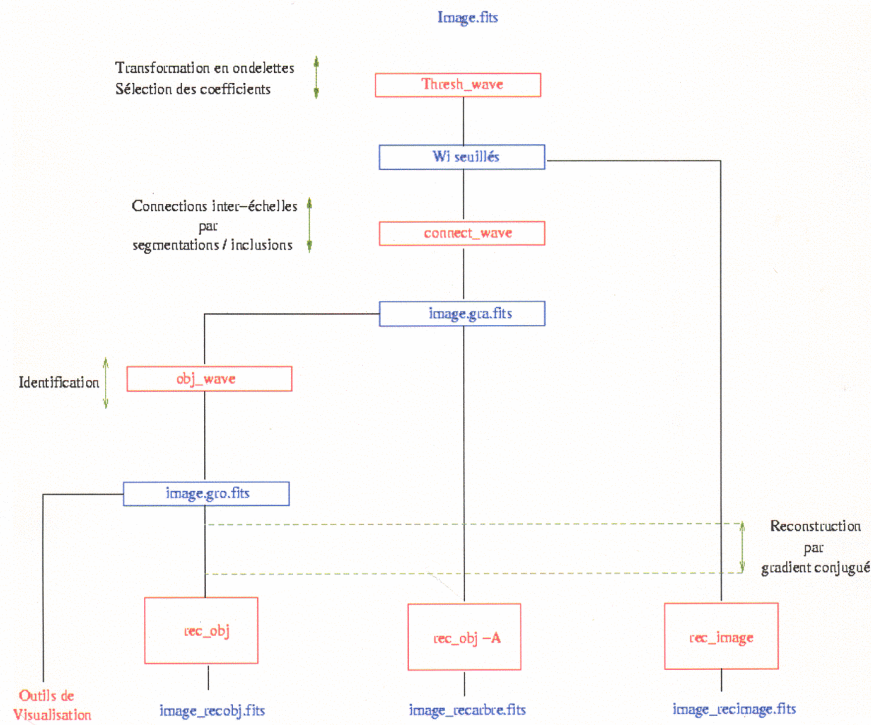 Image.fits
Transformation en ondelettes
Sélection des coefficients
Thresh_wave
Wi seuillés
Connections inter-échelles
par
segmentations / inclusions
connect_wave
image.gra.fits
Identification
obj_wave
image.gro.fits
Reconstruction
par
gradient conjugué
rec_obj
rec_obj -A
rec_image
Outils de
Visualisation
image_recobj.fits
image_recarbre.fits
image_recimage.fits